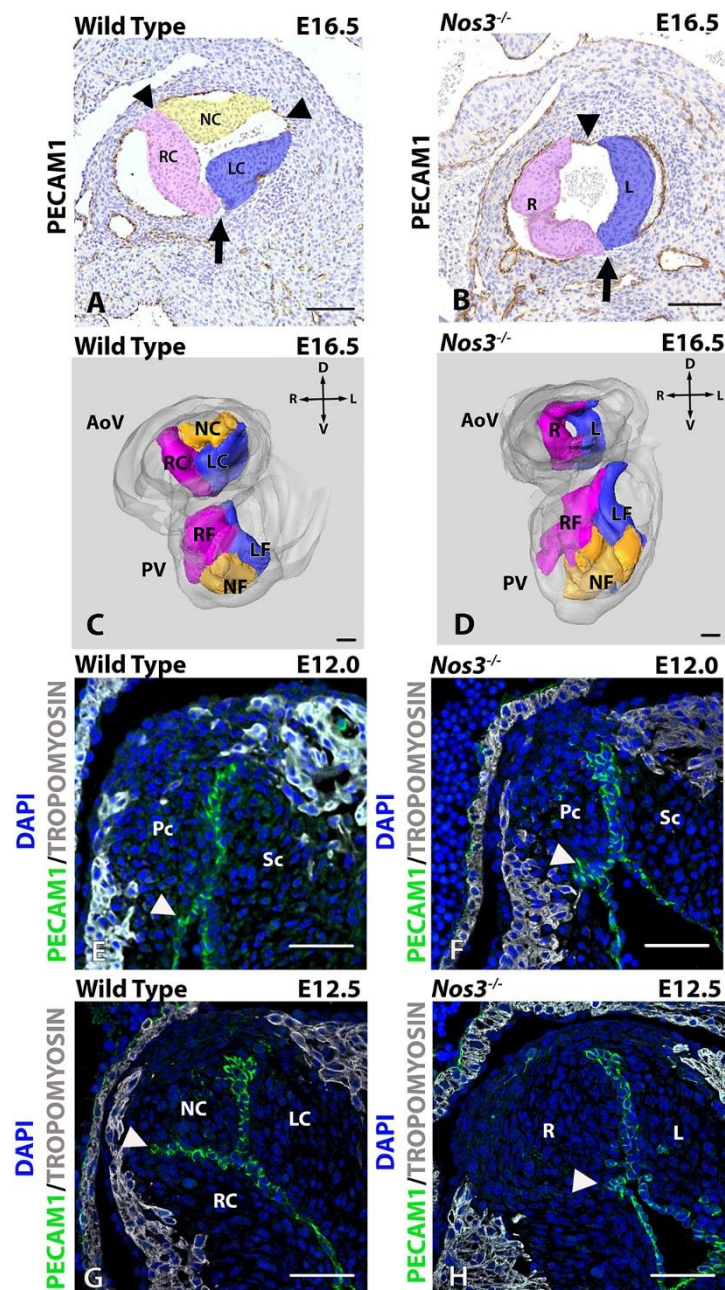 Wild Type E16.5
Nos3-/- E16.5
PECAM1
NC
RC
LC
A
PECAM1
R
L
B
Wild Type E16.5
Nos3-/- E16.5
D
R L
V
AoV
NC
RC LC
RF
LF
PV
NF
C
D
R L
V
AoV
R L
LF
RF
PV
NF
D
Wild Type E12.0
Nos3-/- E12.0
DAPI
PECAM1/TROPOMYOSIN
Pc
Sc
E
DAPI
PECAM1/TROPOMYOSIN
Pc
Sc
F
Wild Type E12.5
Nos3-/- E12.5
DAPI
PECAM1/TROPOMYOSIN
NC
LC
RC
G
DAPI
PECAM1/TROPOMYOSIN
R
L
H